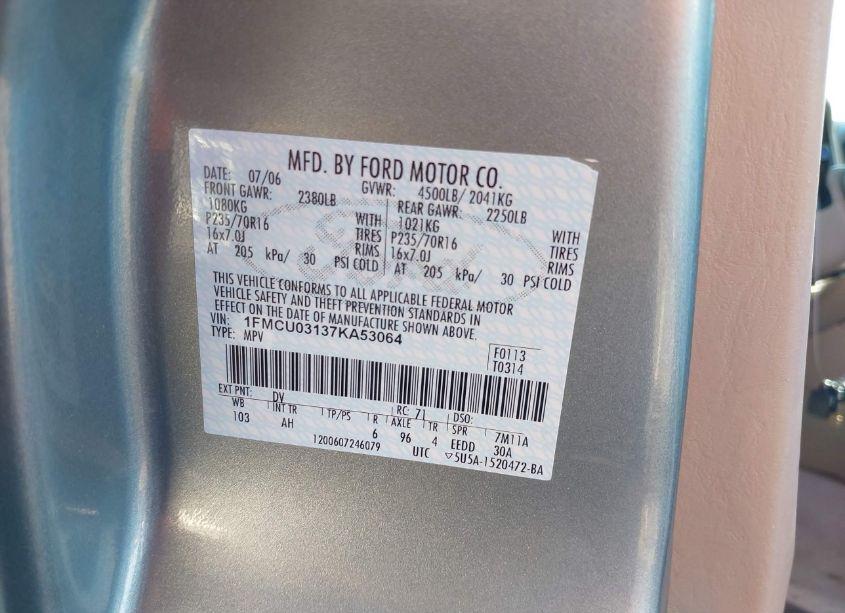 MFD. BY FORD MOTOR CO.
DATE: 07/06 GVWR: 4500LB/ 2041KG
FRONT GAWR: 2380LB REAR GAWR: 2250LB
1080KG WITH 1021KG WITH
P235/70R16 TIRES P235/70R16 TIRES
16x7.0J RIMS 16x7.0J RIMS
AT 205 kPa/ 30 PSI COLD AT 205 kPa/ 30 PSI COLD
THIS VEHICLE CONFORMS TO ALL APPLICABLE FEDERAL MOTOR
VEHICLE SAFETY AND THEFT PREVENTION STANDARDS IN
EFFECT ON THE DATE OF MANUFACTURE SHOWN ABOVE.
VIN: 1FMCU03137KA53064
TYPE: MPV
F0113
T0314
EXT PNT: DV RC: 71 DSO:
WB INT TR TP/PS R AXLE TR SPR 7M11A
103 AH 6 96 4 EEDD 30A
1200607246079 UTC ▽5U5A-1520472-BA
Ford